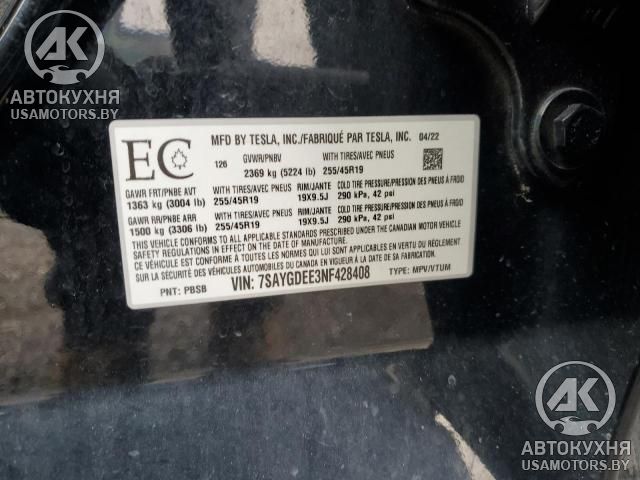 AK
АВТОКУХНЯ
USAMOTORS.BY
EC
MFD BY TESLA, INC./FABRIQUÉ PAR TESLA, INC. 04/22
126 GVWR/PNBV WITH TIRES/AVEC PNEUS
2369 kg (5224 lb) 255/45R19
GAWR FRT/PNBE AVT WITH TIRES/AVEC PNEUS RIM/JANTE COLD TIRE PRESSURE/PRESSION DES PNEUS À FROID
1363 kg (3004 lb) 255/45R19 19X9.5J 290 kPa, 42 psi
GAWR RR/PNBE ARR WITH TIRES/AVEC PNEUS RIM/JANTE COLD TIRE PRESSURE/PRESSION DES PNEUS À FROID
1500 kg (3306 lb) 255/45R19 19X9.5J 290 kPa, 42 psi
THIS VEHICLE CONFORMS TO ALL APPLICABLE STANDARDS PRESCRIBED UNDER THE CANADIAN MOTOR VEHICLE
SAFETY REGULATIONS IN EFFECT ON THE DATE OF MANUFACTURE
CE VÉHICULE EST CONFORME À TOUTES LES NORMES QUI LUI SONT APPLICABLES EN VERTU DU RÈGLEMENT
SUR LA SÉCURITÉ DES VÉHICULES AUTOMOBILES DU CANADA EN VIGUEUR À LA DATE DE SA FABRICATION
PNT: PBSB VIN: 7SAYGDEE3NF428408 TYPE: MPV/VTUM
AK
АВТОКУХНЯ
USAMOTORS.BY